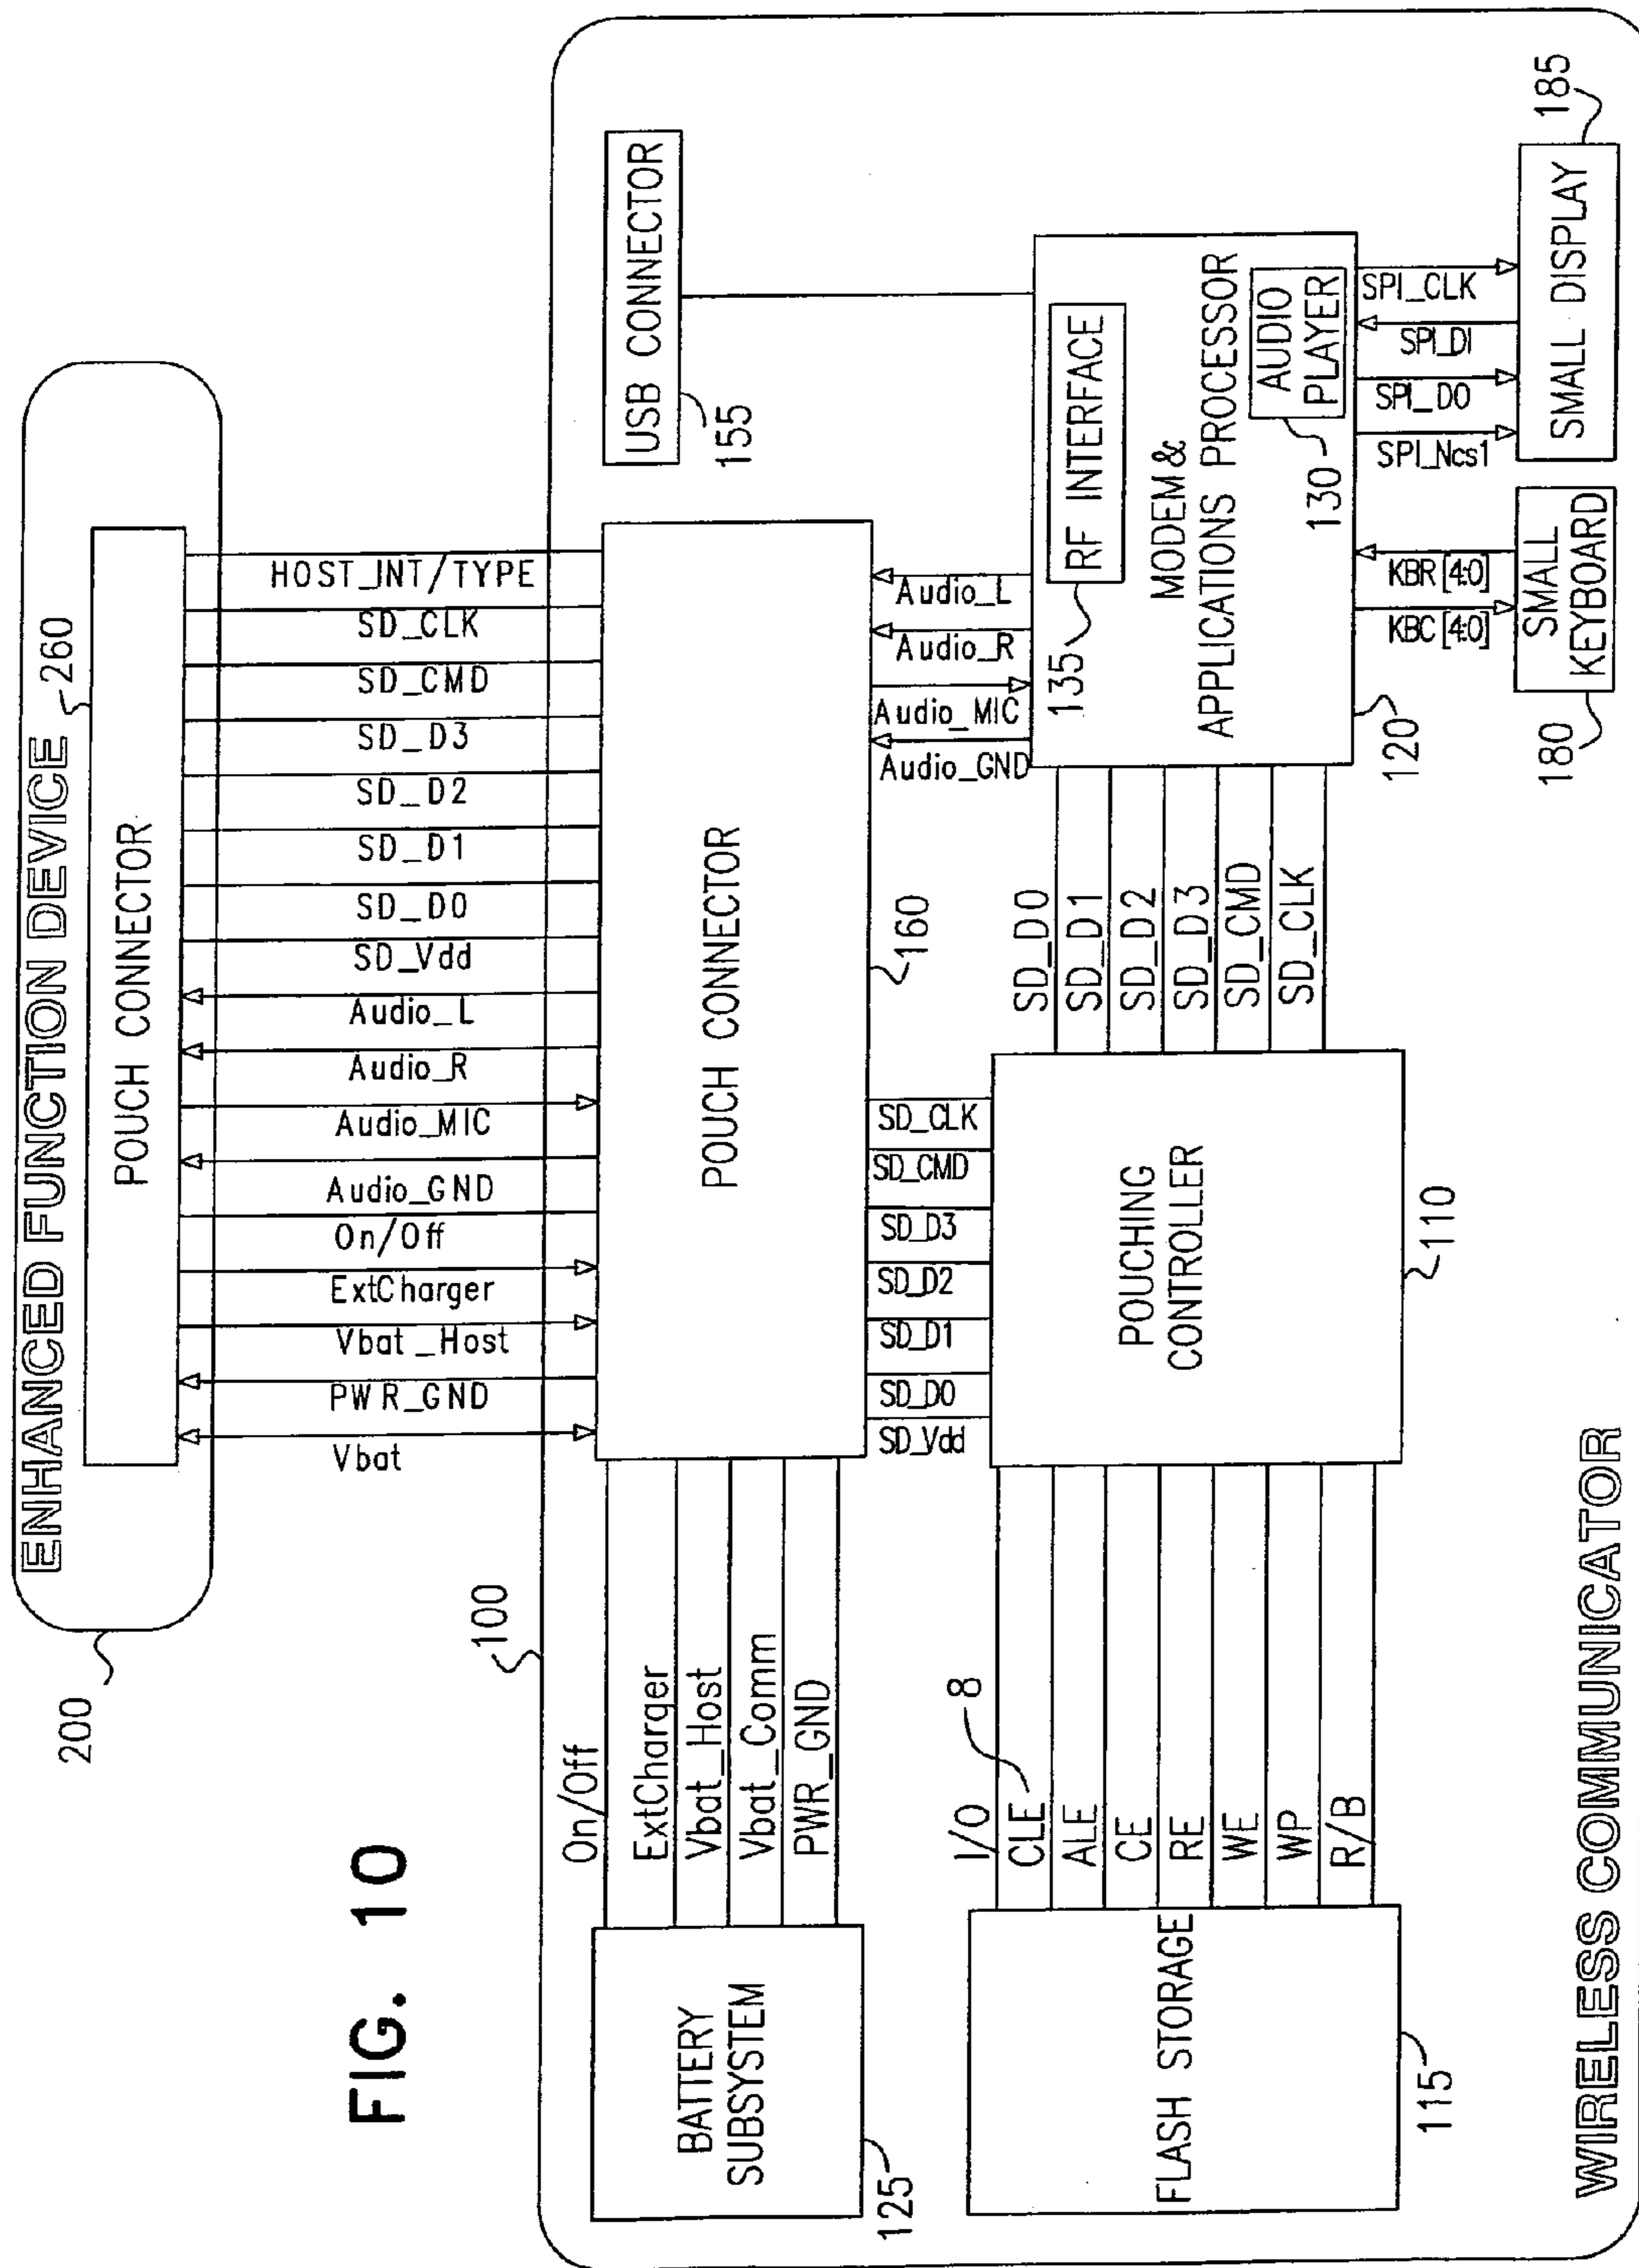 FIG. 10
200
ENHANCED FUNCTION DEVICE
POUCH CONNECTOR
260
Vbat
PWR_GND
Vbat_Host
ExtCharger
On/Off
Audio_GND
Audio_MIC
Audio_R
Audio_L
SD_Vdd
SD_D0
SD_D1
SD_D2
SD_D3
SD_CMD
SD_CLK
HOST_INT/TYPE
100
BATTERY
SUBSYSTEM
125
On/Off
ExtCharger
Vbat_Host
Vbat_Comm
PWR_GND
POUCH CONNECTOR
160
USB CONNECTOR
155
SD_Vdd
SD_D0
SD_D1
SD_D2
SD_D3
SD_CMD
SD_CLK
Audio_GND
Audio_MIC
Audio_R
Audio_L
FLASH STORAGE
115
I/O
8
CLE
ALE
CE
RE
WE
WP
R/B
POUCHING
CONTROLLER
110
SD_D0
SD_D1
SD_D2
SD_D3
SD_CMD
SD_CLK
135
RF INTERFACE
MODEM&
APPLICATIONS PROCESSOR
AUDIO
PLAYER
130
120
KBC[4:0]
KBR[4:0]
SPI_Ncs1
SPI_D0
SPI_DI
SPI_CLK
SMALL
KEYBOARD
180
SMALL DISPLAY
185
WIRELESS COMMUNICATOR